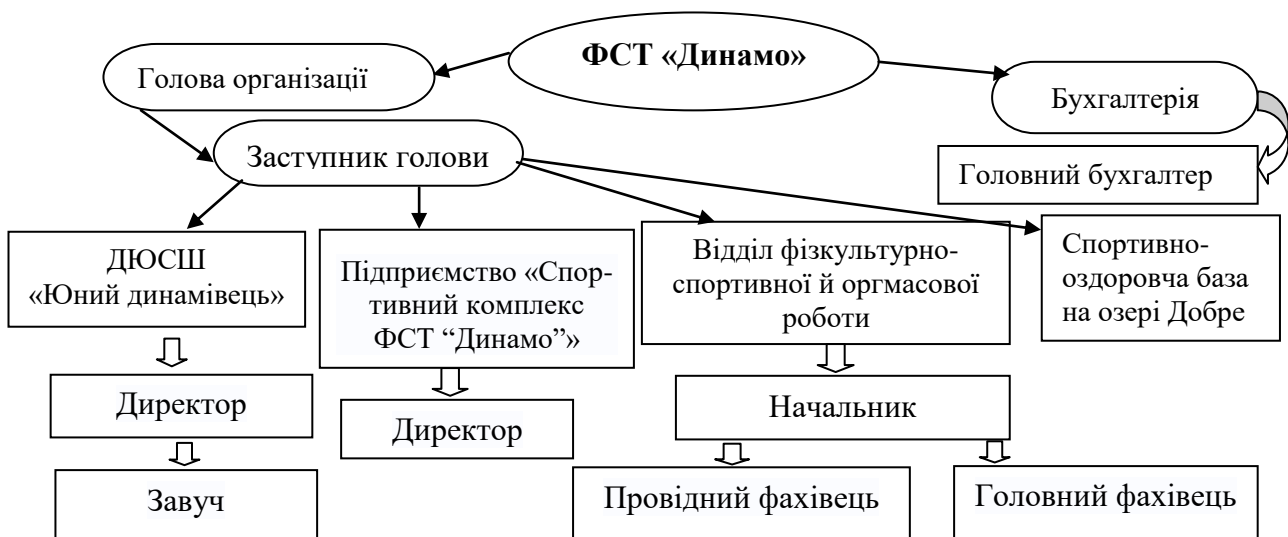 ФСТ «Динамо»
Голова організації
Бухгалтерія
Заступник голови
Головний бухгалтер
ДЮСШ
«Юний динамівець»
Підприємство «Спор-
тивний комплекс
ФСТ “Динамо”»
Відділ фізкультурно-
спортивної й оргмасової
роботи
Спортивно-
оздоровча база
на озері Добре
Директор
Директор
Начальник
Завуч
Провідний фахівець
Головний фахівець